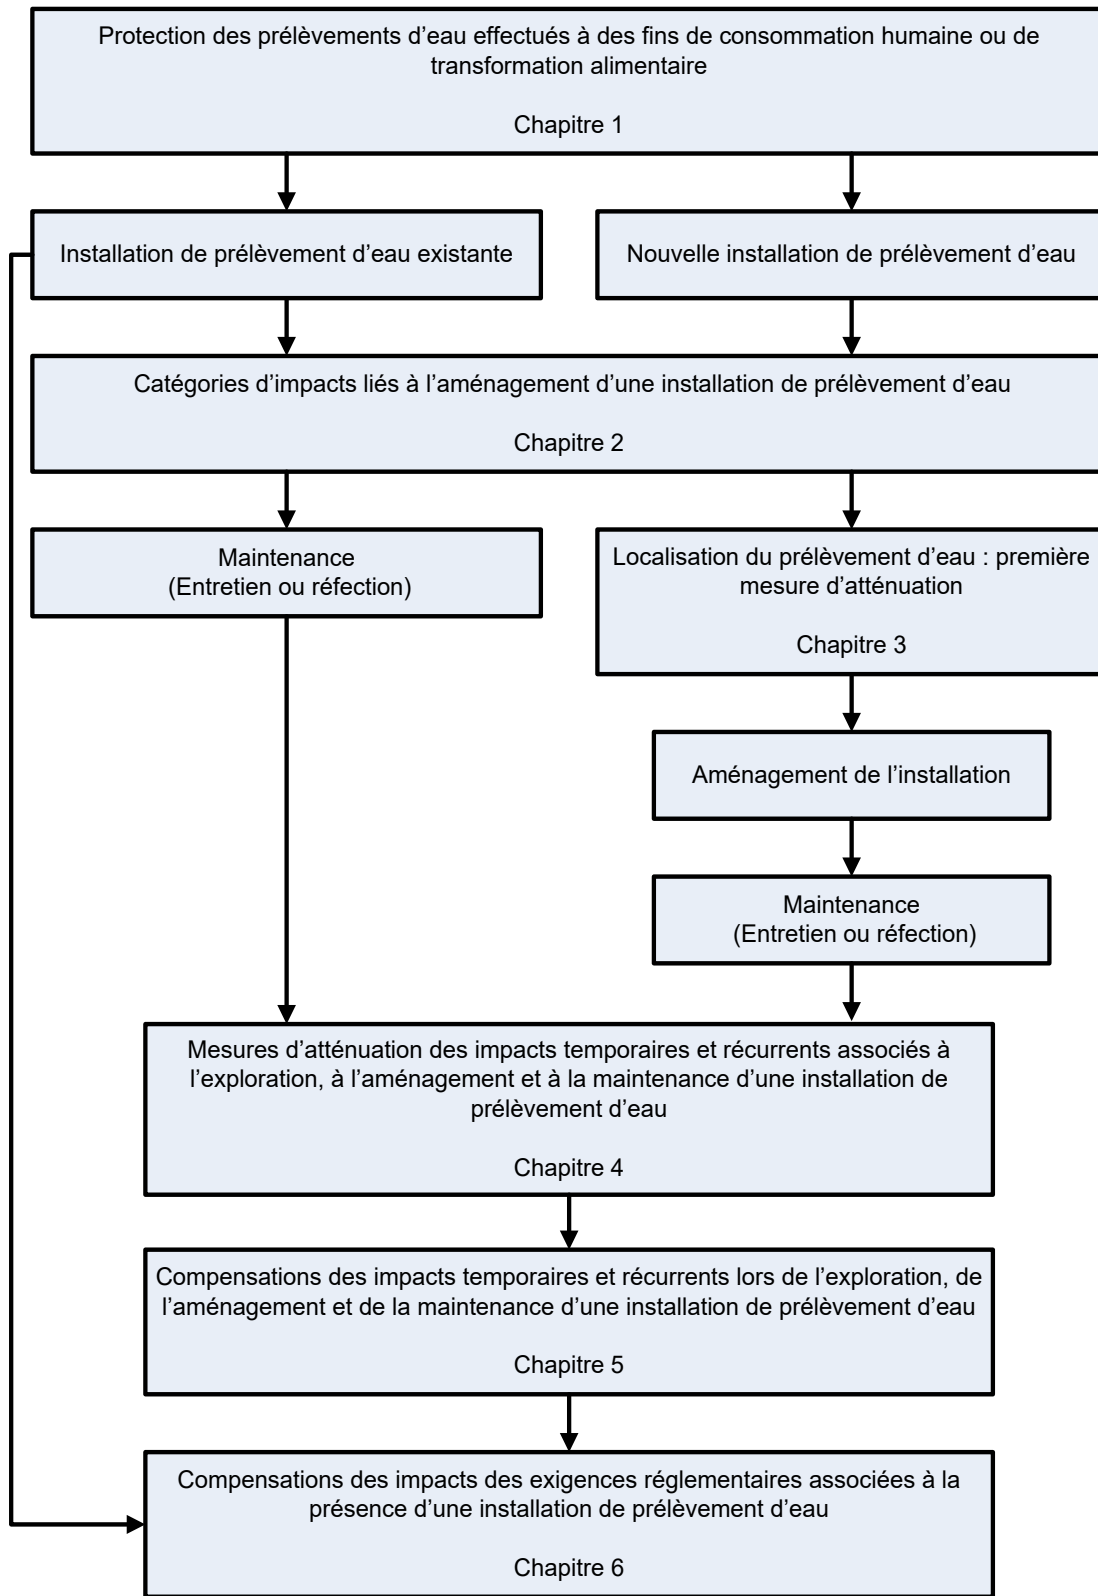 Protection des prélèvements d'eau effectués à des fins de consommation humaine ou de
transformation alimentaire
Chapitre 1
Installation de prélèvement d'eau existante
Nouvelle installation de prélèvement d'eau
Catégories d'impacts liés à l'aménagement d'une installation de prélèvement d'eau
Chapitre 2
Maintenance
(Entretien ou réfection)
Localisation du prélèvement d'eau : première
mesure d'atténuation
Chapitre 3
Aménagement de l'installation
Maintenance
(Entretien ou réfection)
Mesures d'atténuation des impacts temporaires et récurrents associés à
l'exploration, à l'aménagement et à la maintenance d'une installation de
prélèvement d'eau
Chapitre 4
Compensations des impacts temporaires et récurrents lors de l'exploration, de
l'aménagement et de la maintenance d'une installation de prélèvement d'eau
Chapitre 5
Compensations des impacts des exigences réglementaires associées à la
présence d'une installation de prélèvement d'eau
Chapitre 6